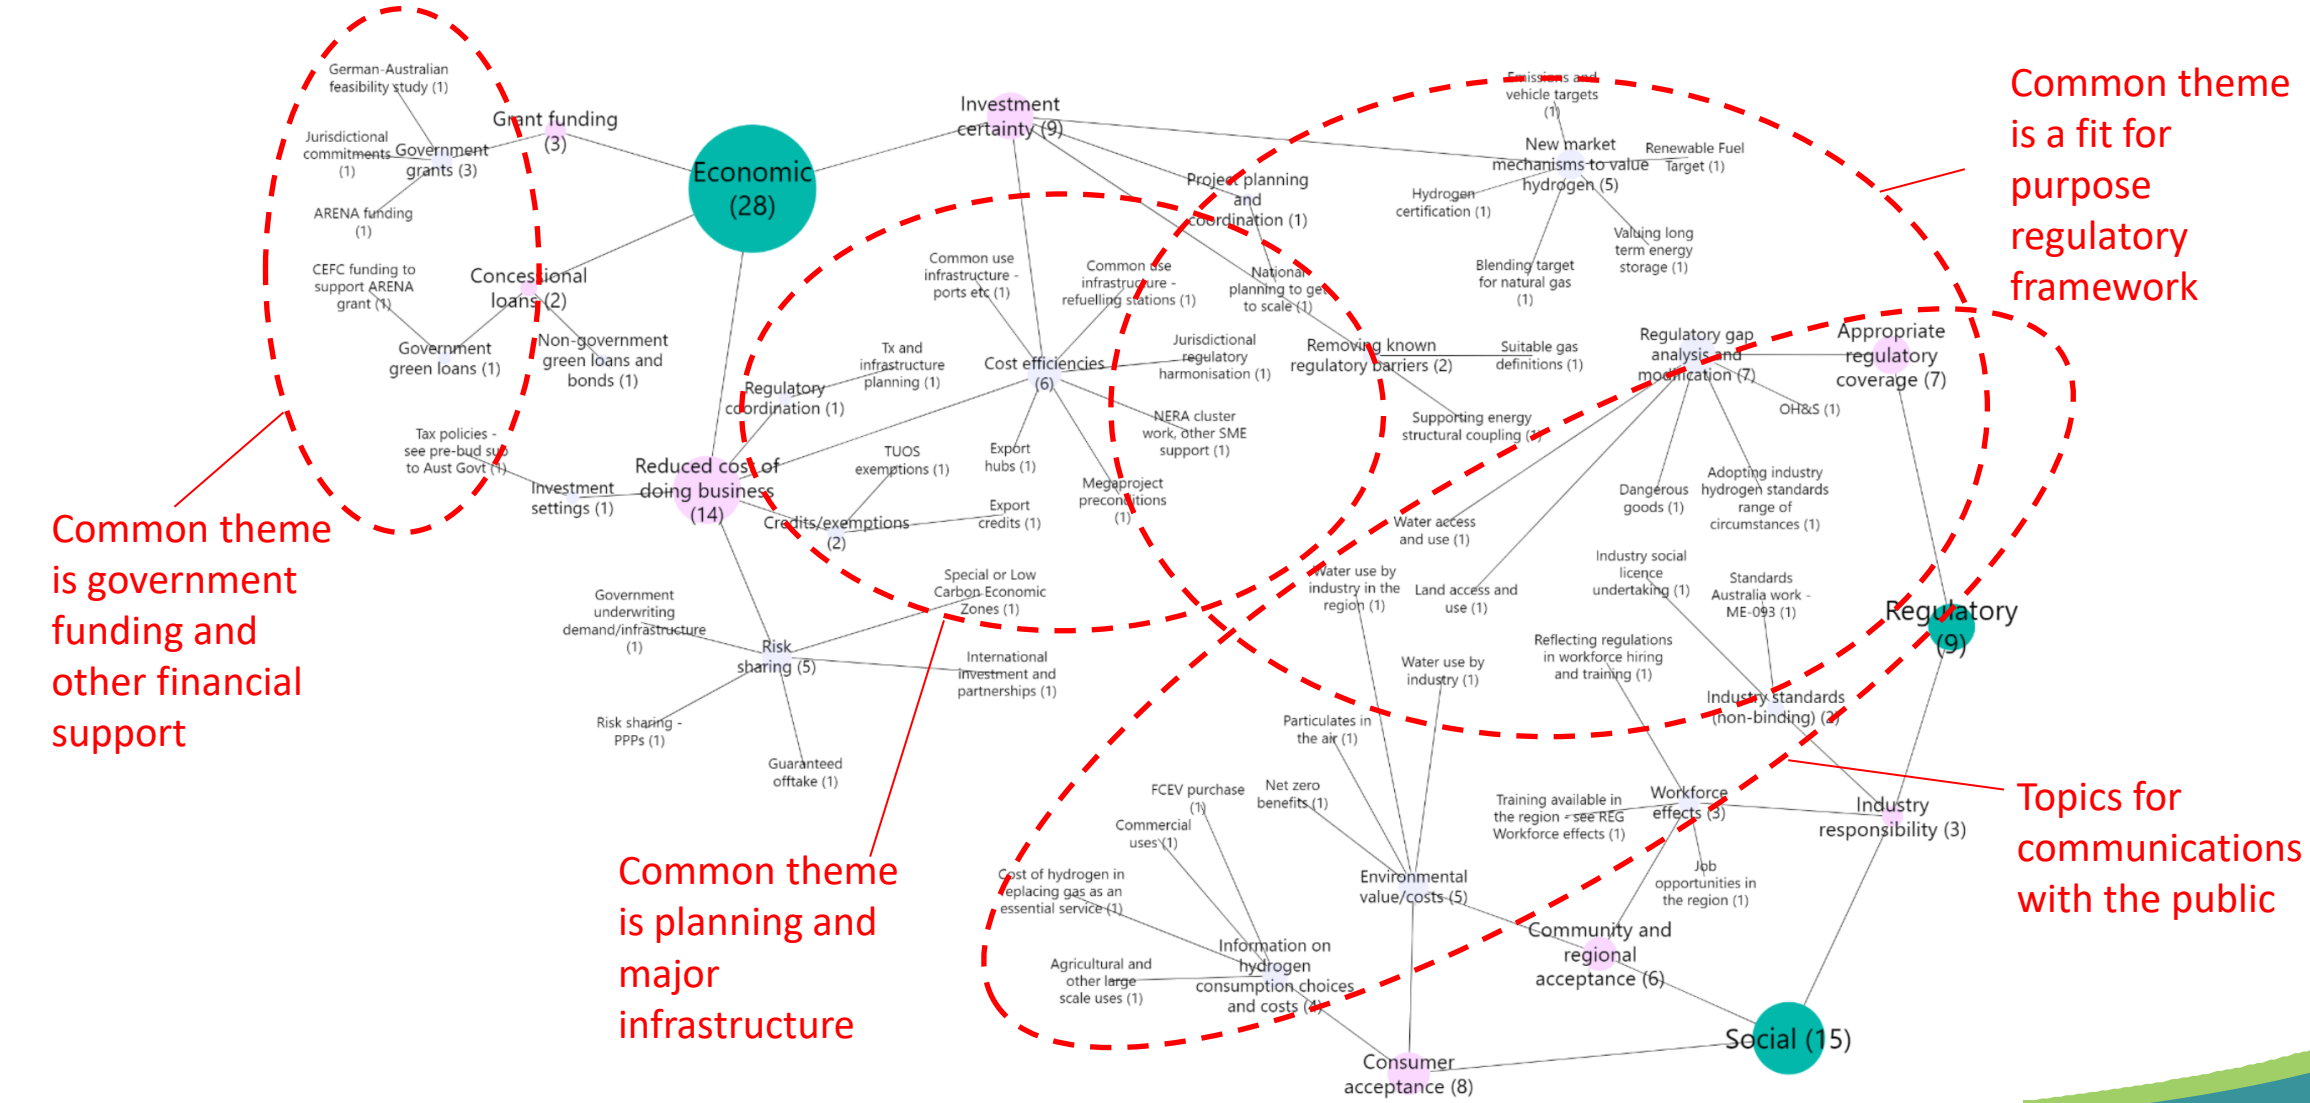 German-Australian
feasibility study (1)
Jurisdictional
commitments
(1)
Government
grants (3)
ARENA funding
(1)
Grant funding
(3)
CEFC funding to
support ARENA
grant (1)
Concessional
loans (2)
Government
green loans (1)
Non-government
green loans and
bonds (1)
Tax policies -
see pre-bud sub
to Aust Govt (1)
Investment
settings (1)
Economic
(28)
Investment
certainty (9)
Reduced cost of
doing business
(14)
Regulatory
coordination (1)
Tx and
infrastructure
planning (1)
TUOS
exemptions (1)
Credits/exemptions
(2)
Export
credits (1)
Common use
infrastructure -
ports etc (1)
Common use
infrastructure -
refuelling stations (1)
Cost efficiencies
(6)
Jurisdictional
regulatory
harmonisation (1)
NERA cluster
work, other SME
support (1)
Export
hubs (1)
Megaproject
preconditions
(1)
Government
underwriting
demand/infrastructure
(1)
Risk
sharing (5)
Special or Low
Carbon Economic
Zones (1)
International
investment and
partnerships (1)
Risk sharing -
PPPs (1)
Guaranteed
offtake (1)
Project planning
and
coordination (1)
National
planning to get
to scale (1)
Removing known
regulatory barriers (2)
Suitable gas
definitions (1)
Supporting energy
structural coupling (1)
Emissions and
vehicle targets
(1)
New market
mechanisms to value
hydrogen (5)
Renewable Fuel
Target (1)
Hydrogen
certification (1)
Valuing long
term energy
storage (1)
Blending target
for natural gas
(1)
Regulatory gap
analysis and
modification (7)
Appropriate
regulatory
coverage (7)
OH&S (1)
Dangerous
goods (1)
Adopting industry
hydrogen standards
range of
circumstances (1)
Water access
and use (1)
Land access and
use (1)
Regulatory
(9)
Industry social
licence
undertaking (1)
Standards
Australia work -
ME-093 (1)
Industry standards
(non-binding) (2)
Reflecting regulations
in workforce hiring
and training (1)
Water use by
industry in the
region (1)
Water use by
industry (1)
Particulates in
the air (1)
Net zero
benefits (1)
Environmental
value/costs (5)
Training available in
the region - see REG
Workforce effects (1)
Workforce
effects (3)
Job
opportunities in
the region (1)
Industry
responsibility (3)
FCEV purchase
(1)
Commercial
uses (1)
Cost of hydrogen in
replacing gas as an
essential service (1)
Agricultural and
other large
scale uses (1)
Information on
hydrogen
consumption choices
and costs (4)
Community and
regional
acceptance (6)
Consumer
acceptance (8)
Social (15)
Common theme
is government
funding and
other financial
support
Common theme
is planning and
major
infrastructure
Common theme
is a fit for
purpose
regulatory
framework
Topics for
communications
with the public